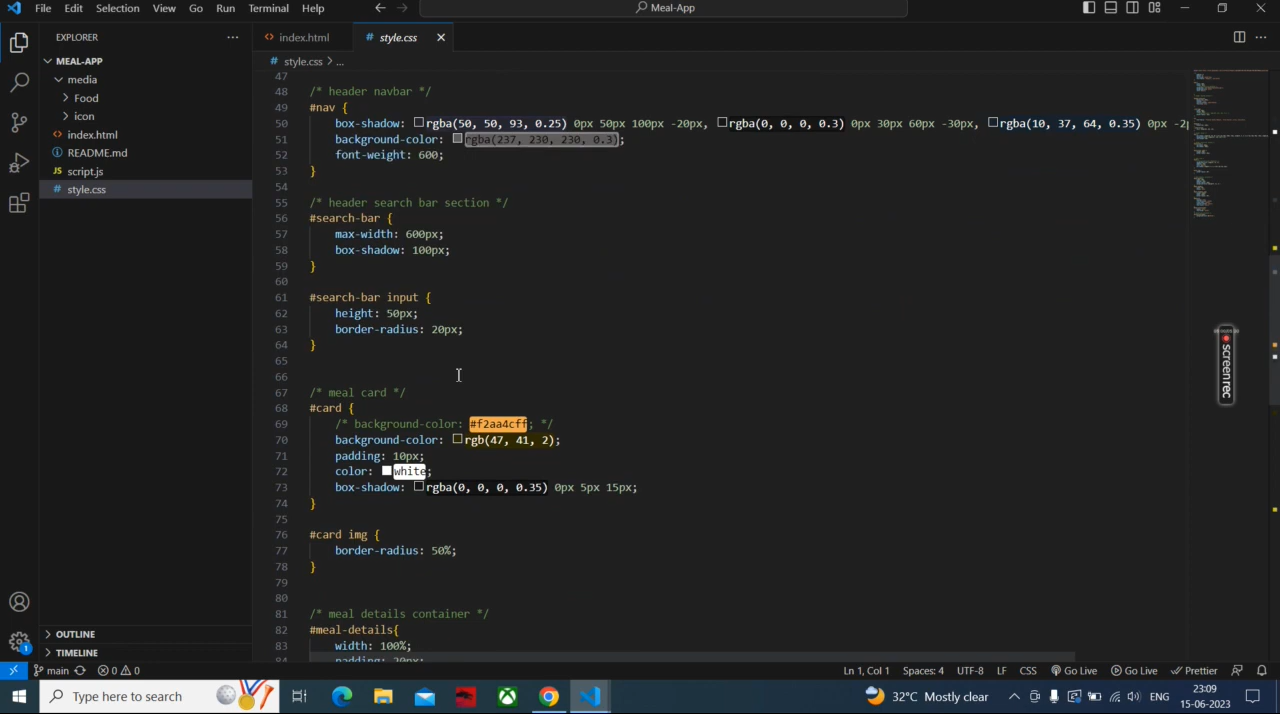 File Edit Selection View Go Run Terminal Help
Meal-App
EXPLORER
index.html
# style.css
# style.css > ...
MEAL-APP
media
Food
icon
index.html
README.md
JS script.js
# style.css
OUTLINE
TIMELINE
47
48 /* header navbar */
49 #nav {
50 box-shadow: rgba(50, 50, 93, 0.25) 0px 50px 100px -20px, rgba(0, 0, 0, 0.3) 0px 30px 60px -30px, rgba(10, 37, 64, 0.35) 0px -2p
51 background-color: rgba(237, 230, 230, 0.3);
52 font-weight: 600;
53 }
54
55 /* header search bar section */
56 #search-bar {
57 max-width: 600px;
58 box-shadow: 100px;
59 }
60
61 #search-bar input {
62 height: 50px;
63 border-radius: 20px;
64 }
65
66
67 /* meal card */
68 #card {
69 /* background-color: #f2aa4cff; */
70 background-color: rgb(47, 41, 2);
71 padding: 10px;
72 color: white;
73 box-shadow: rgba(0, 0, 0, 0.35) 0px 5px 15px;
74 }
75
76 #card img {
77 border-radius: 50%;
78 }
79
80
81 /* meal details container */
82 #meal-details{
83 width: 100%;
84 padding: 20px;
screenrec
1
main 0 0 Ln 1, Col 1 Spaces: 4 UTF-8 LF CSS Go Live Go Live Prettier
Type here to search
32°C Mostly clear
ENG
23:09
15-06-2023